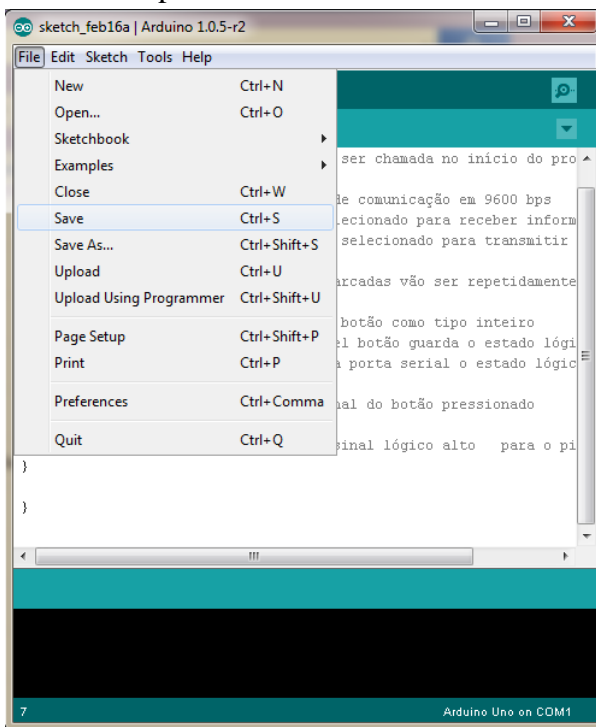 sketch_feb16a | Arduino 1.0.5-r2
File Edit Sketch Tools Help
New Ctrl+N
Open... Ctrl+O
Sketchbook
Examples
Close Ctrl+W
Save Ctrl+S
Save As... Ctrl+Shift+S
Upload Ctrl+U
Upload Using Programmer Ctrl+Shift+U
Page Setup Ctrl+Shift+P
Print Ctrl+P
Preferences Ctrl+Comma
Quit Ctrl+Q
ser chamada no início do pro
de comunicação em 9600 bps
lecionado para receber inform
selecionado para transmitir
arcadas vão ser repetidamente
botão como tipo inteiro
el botão guarda o estado lógi
a porta serial o estado lógic
nal do botão pressionado
sinal lógico alto para o pi
}
}
7 Arduino Uno on COM1